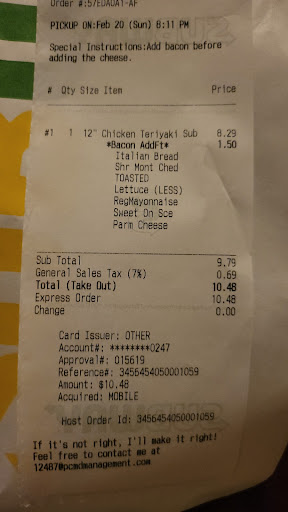 Order #:57EDADA1-AF
PICKUP ON:Feb 20 (Sun) 8:11 PM
Special Instructions:Add bacon before
adding the cheese.
# Qty Size Item Price
#1 1 12" Chicken Teriyaki Sub 8.29
*Bacon AddFt* 1.50
Italian Bread
Shr Mont Ched
TOASTED
Lettuce (LESS)
RegMayonnaise
Sweet On Sce
Parm Cheese
Sub Total 9.79
General Sales Tax (7%) 0.69
Total (Take Out) 10.48
Express Order 10.48
Change 0.00
Card Issuer: OTHER
Account#: ********0247
Approval#: 015619
Reference#: 3456454050001059
Amount: $10.48
Acquired: MOBILE
Host Order Id: 3456454050001059
If it's not right, I'll make it right!
Feel free to contact me at
12487@pcmdmanagement.com